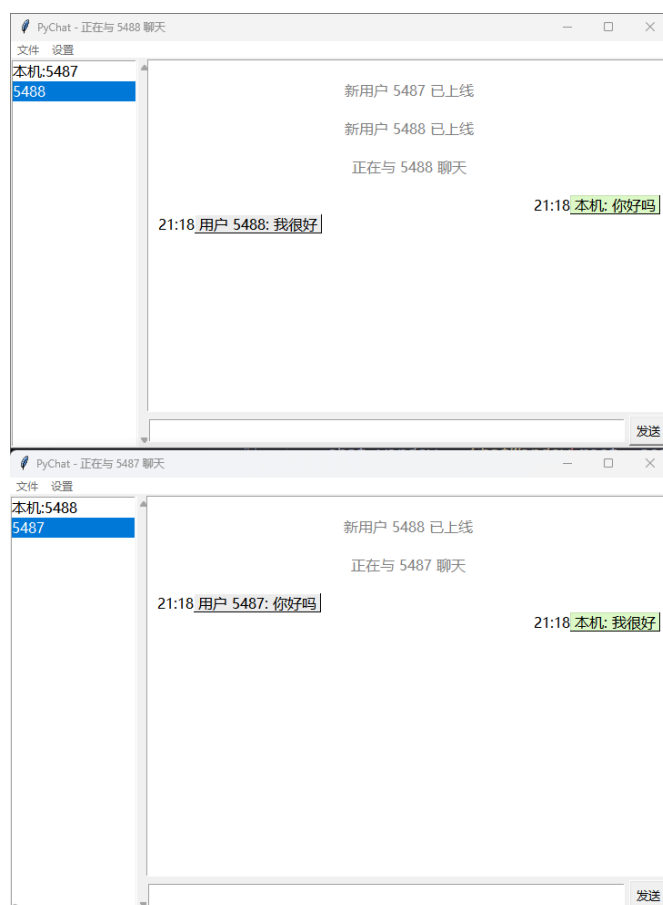 PyChat - 正在与 5488 聊天
文件 设置
本机:5487
5488
新用户 5487 已上线
新用户 5488 已上线
正在与 5488 聊天
21:18 本机: 你好吗
21:18 用户 5488: 我很好
发送
PyChat - 正在与 5487 聊天
文件 设置
本机:5488
5487
新用户 5488 已上线
正在与 5487 聊天
21:18 用户 5487: 你好吗
21:18 本机: 我很好
发送